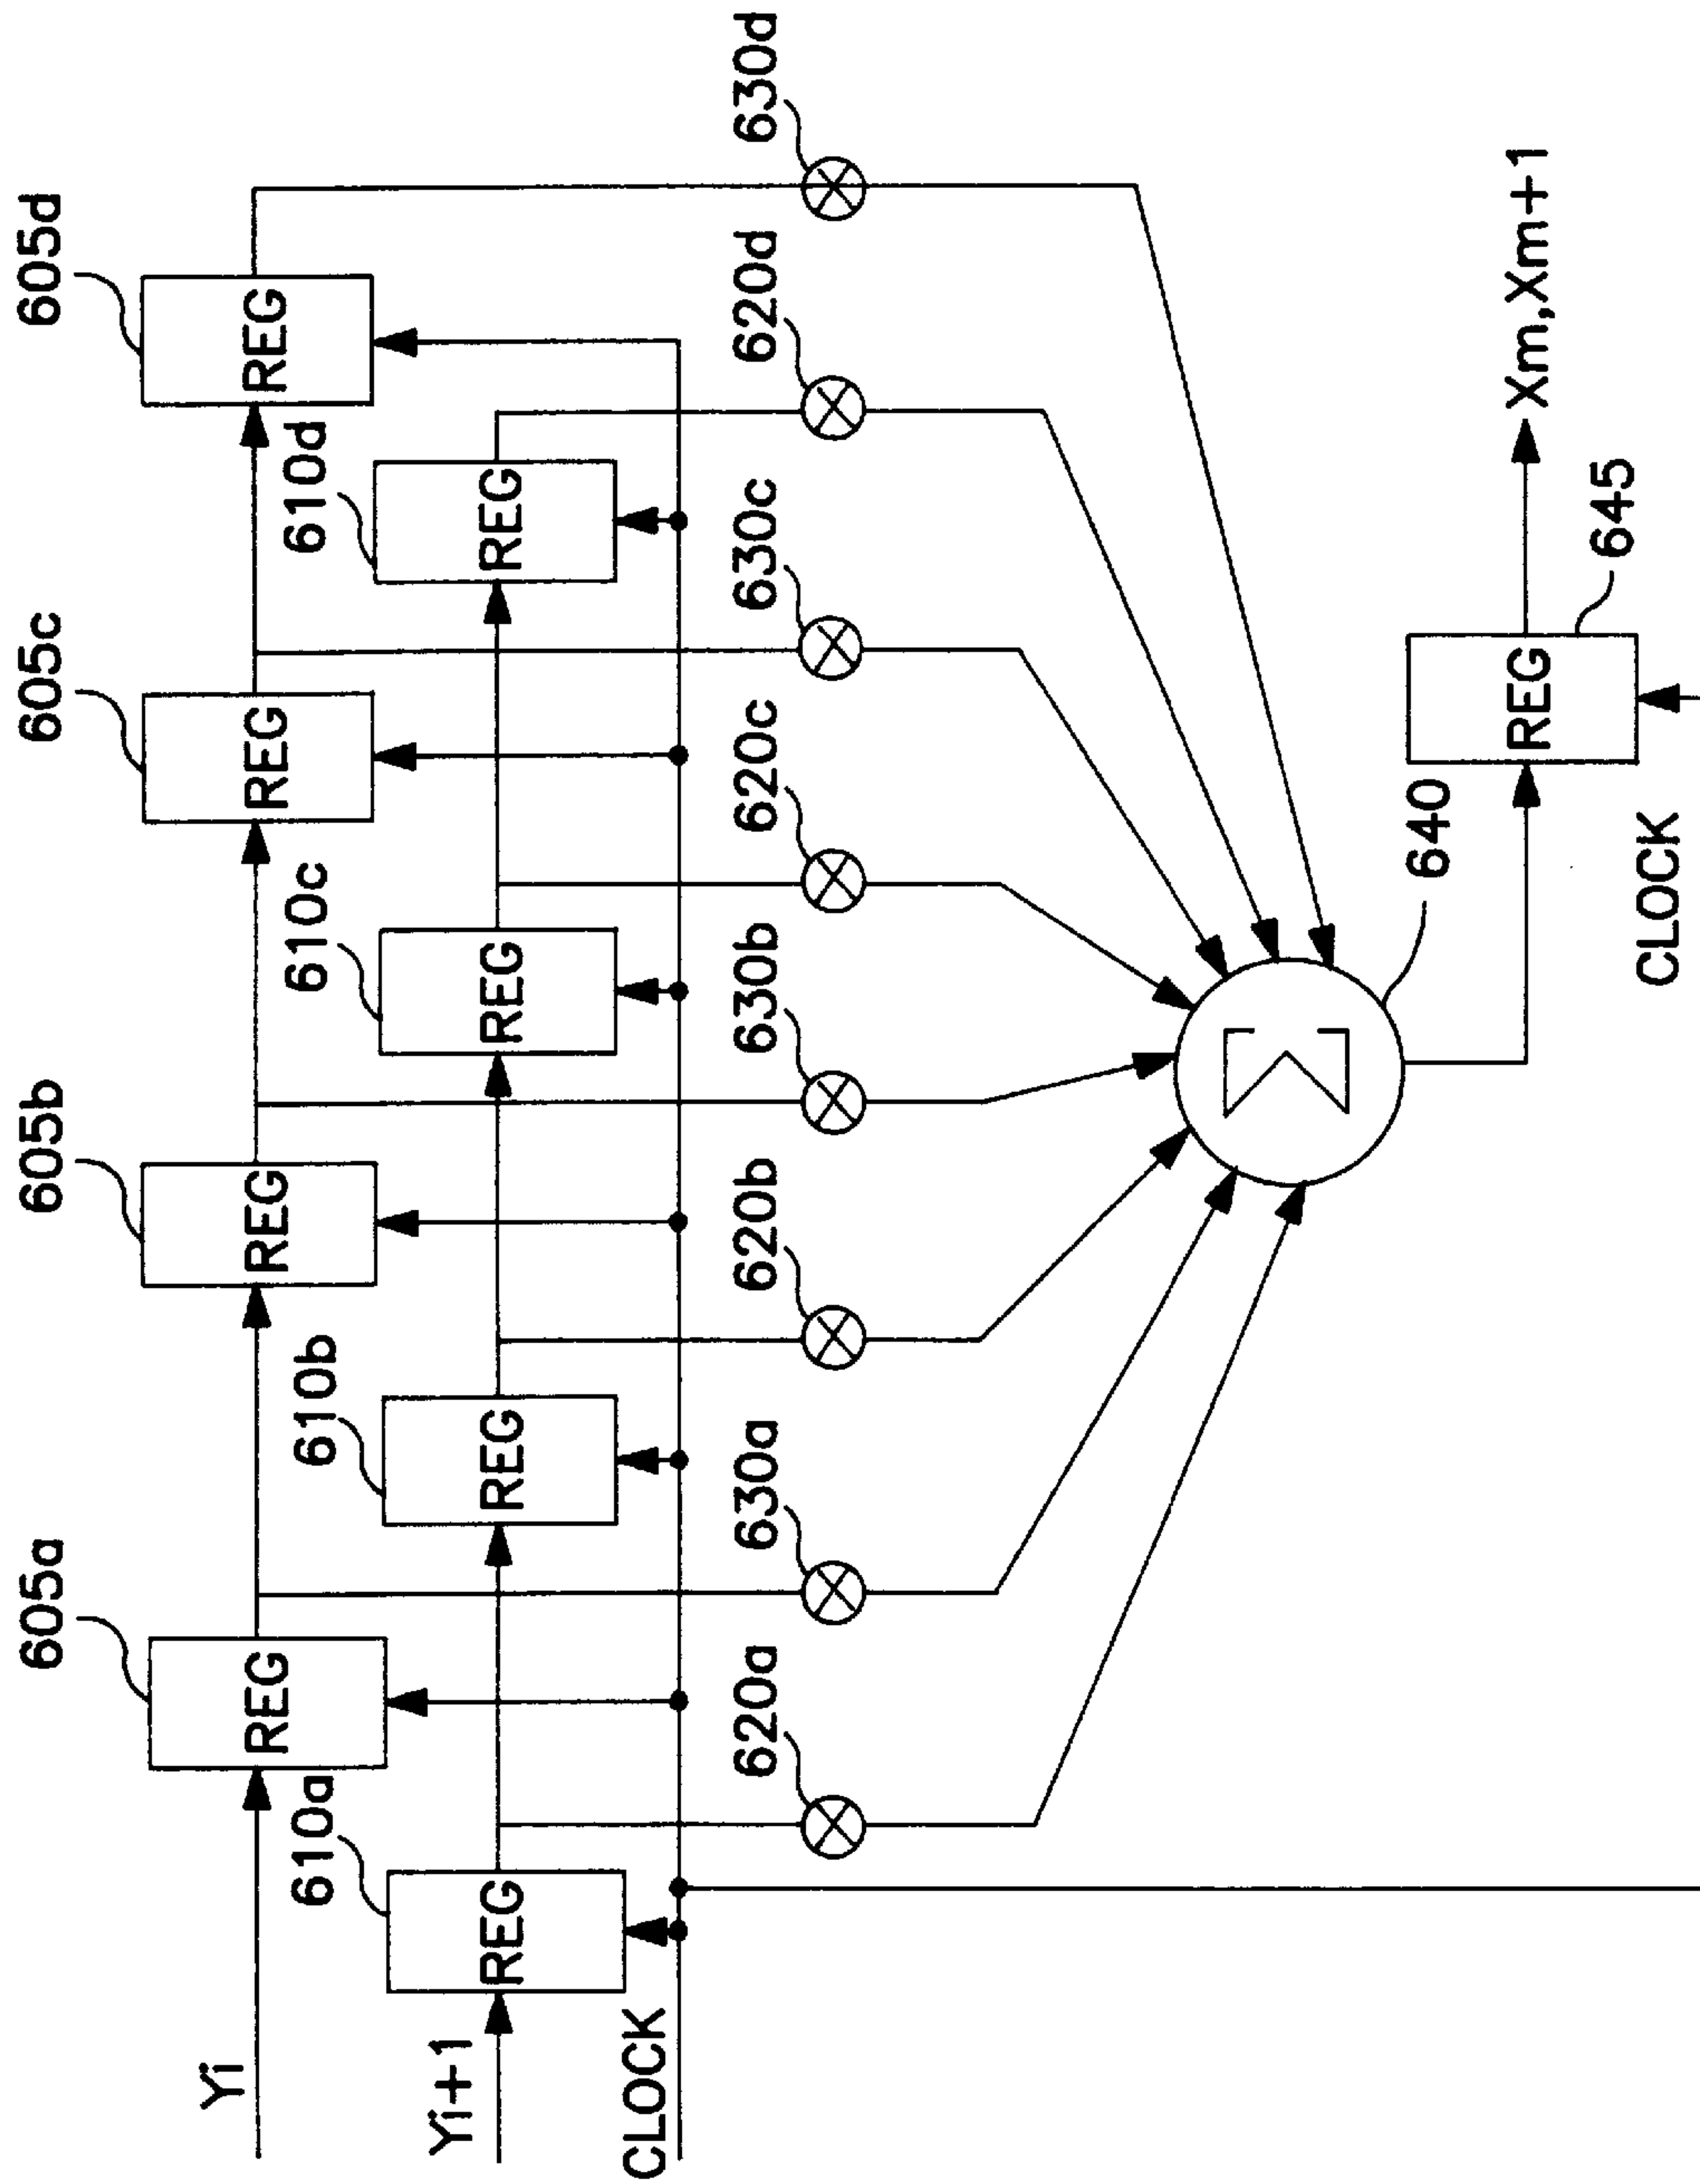 605a
605b
605c
605d
Yi
REG
REG
REG
REG
610a
610b
610c
610d
Yi+1
REG
REG
REG
REG
CLOCK
620a
630a
620b
630b
620c
630c
620d
630d
Σ
640
REG
Xm,Xm+1
645
CLOCK